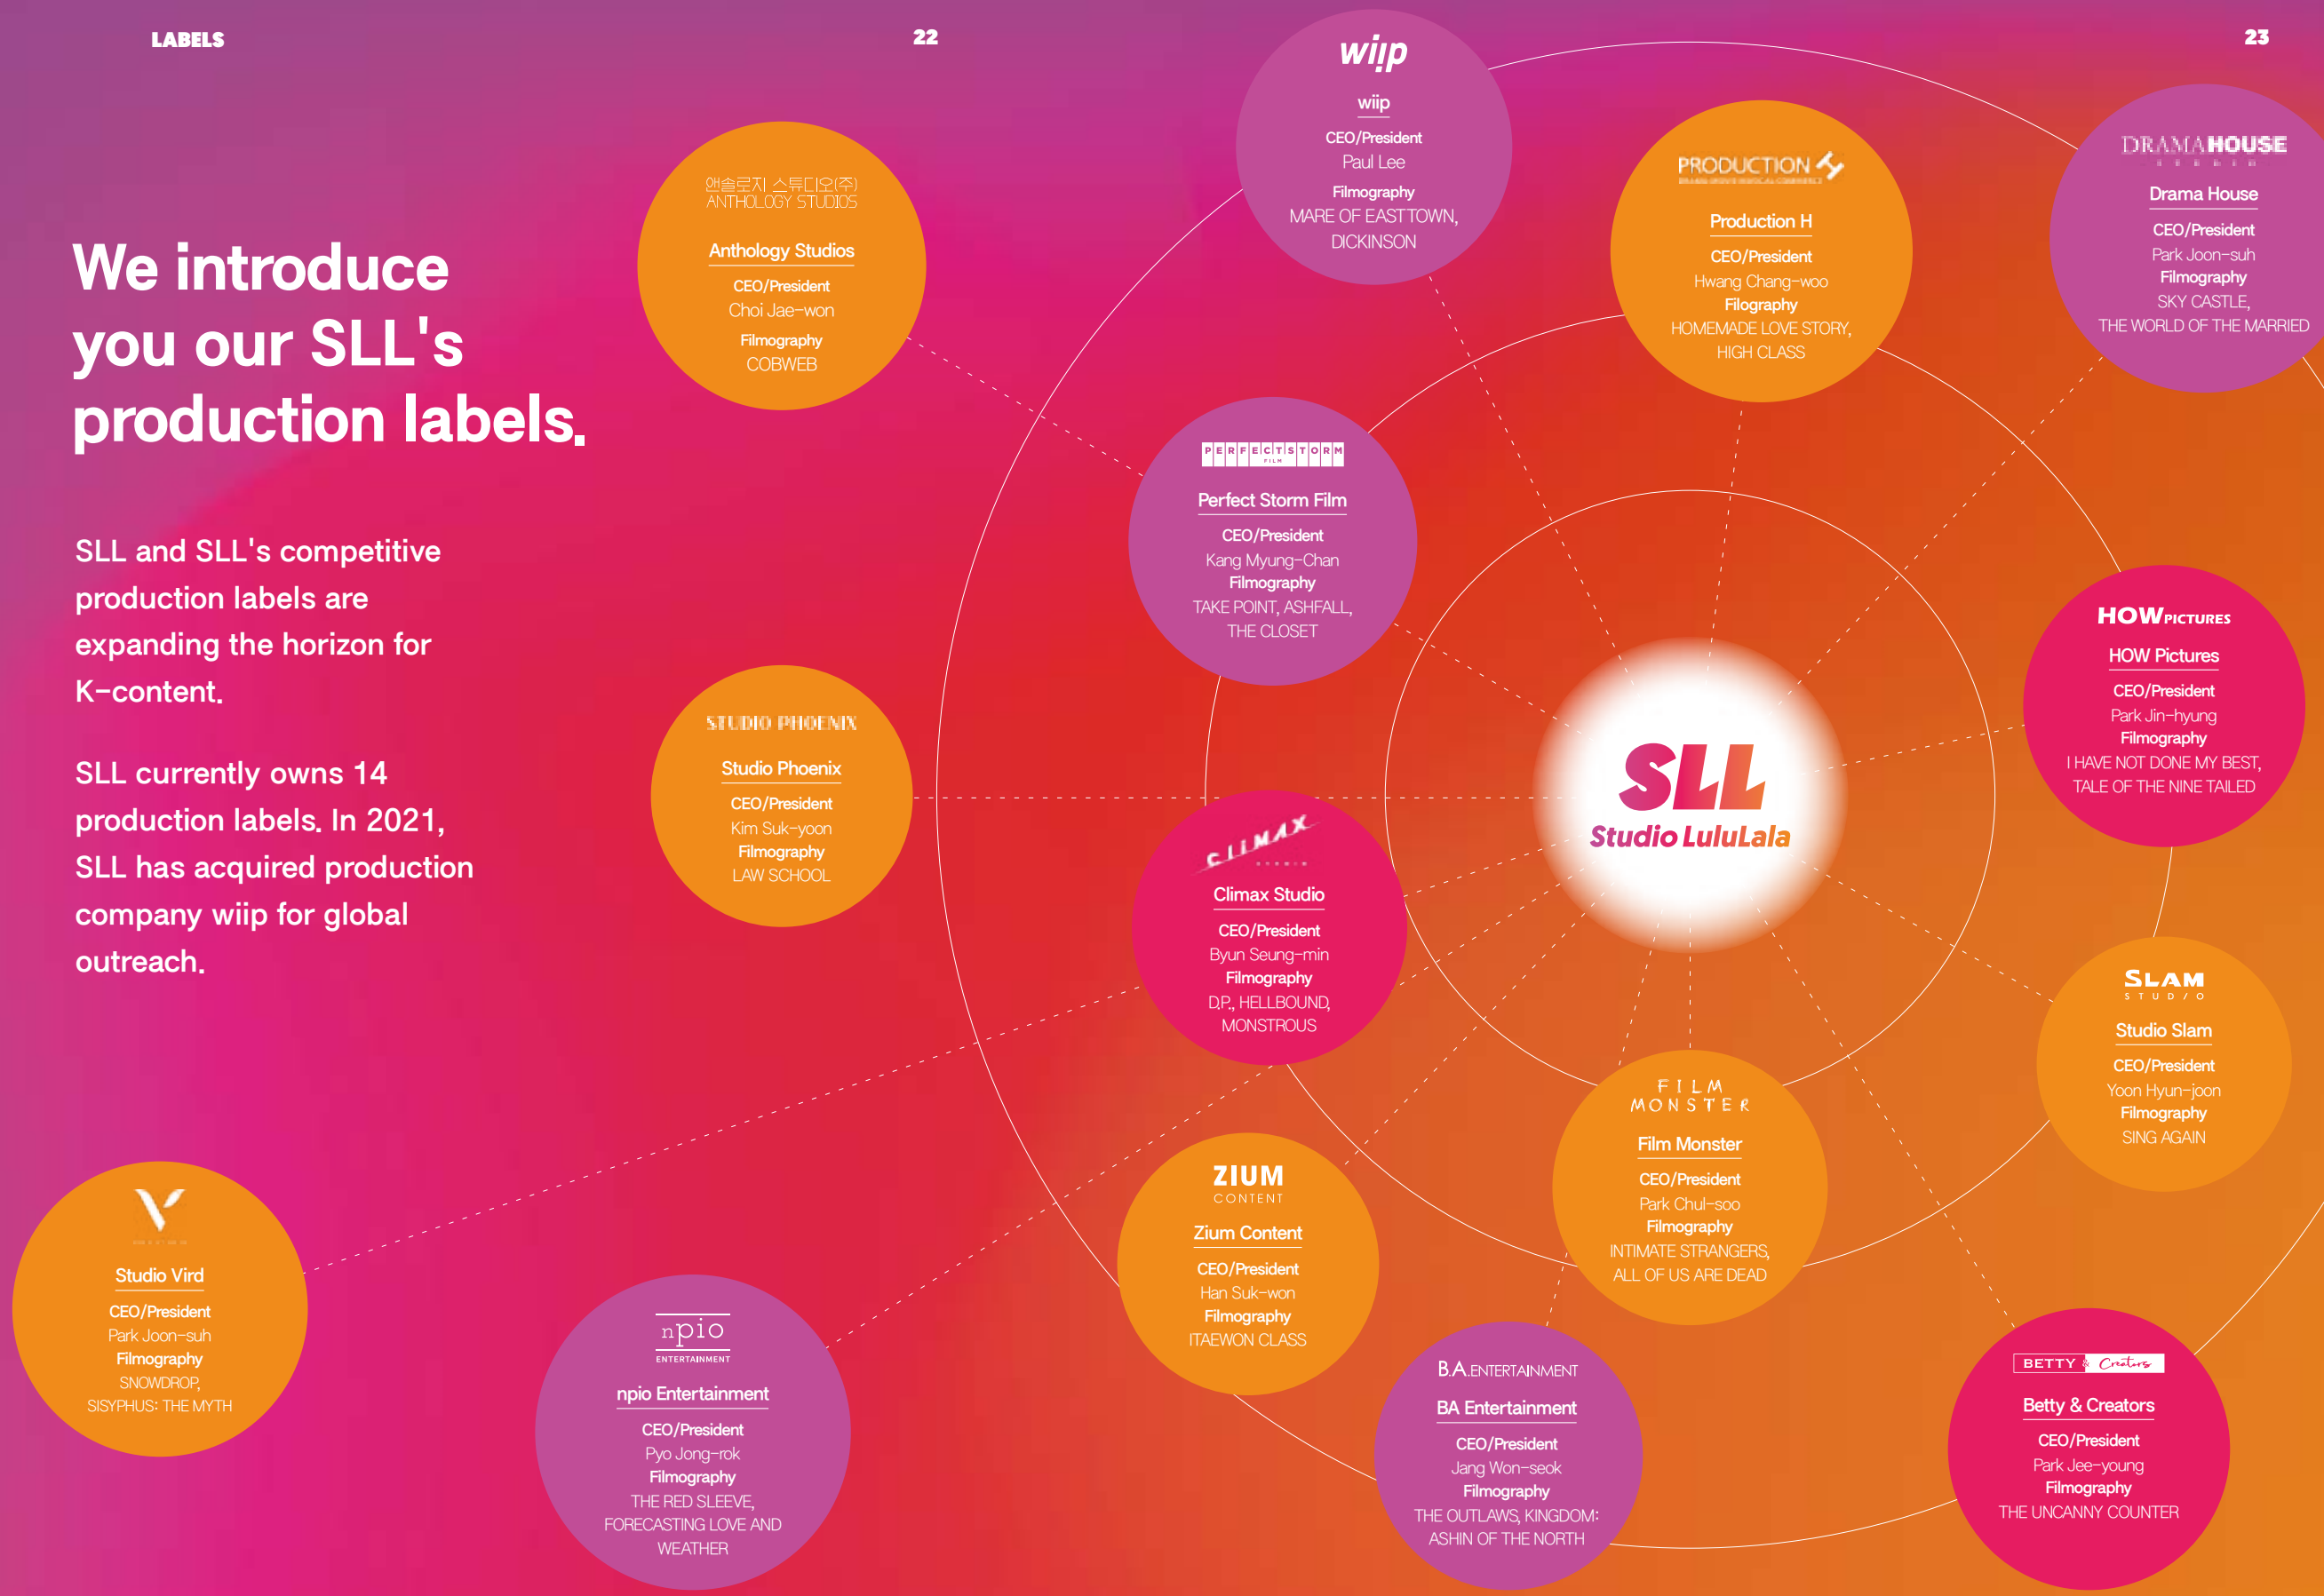 LABELS
22
23
We introduce
you our SLL's
production labels.
SLL and SLL's competitive
production labels are
expanding the horizon for
K-content.
SLL currently owns 14
production labels. In 2021,
SLL has acquired production
company wiip for global
outreach.
wiip
wiip
CEO/President
Paul Lee
Filmography
MARE OF EASTTOWN,
DICKINSON
PRODUCTION H
Production H
CEO/President
Hwang Chang-woo
Filography
HOMEMADE LOVE STORY,
HIGH CLASS
DRAMAHOUSE
Drama House
CEO/President
Park Joon-suh
Filmography
SKY CASTLE,
THE WORLD OF THE MARRIED
앤솔로지 스튜디오(주)
ANTHOLOGY STUDIOS
Anthology Studios
CEO/President
Choi Jae-won
Filmography
COBWEB
PERFECTSTORM
FILM
Perfect Storm Film
CEO/President
Kang Myung-Chan
Filmography
TAKE POINT, ASHFALL,
THE CLOSET
HOWPICTURES
HOW Pictures
CEO/President
Park Jin-hyung
Filmography
I HAVE NOT DONE MY BEST,
TALE OF THE NINE TAILED
STUDIO PHOENIX
Studio Phoenix
CEO/President
Kim Suk-yoon
Filmography
LAW SCHOOL
SLL
Studio LuluLala
CLIMAX
STUDIO
Climax Studio
CEO/President
Byun Seung-min
Filmography
D.P., HELLBOUND,
MONSTROUS
SLAM
STUD/O
Studio Slam
CEO/President
Yoon Hyun-joon
Filmography
SING AGAIN
FILM
MONSTER
Film Monster
CEO/President
Park Chul-soo
Filmography
INTIMATE STRANGERS,
ALL OF US ARE DEAD
ZIUM
CONTENT
Zium Content
CEO/President
Han Suk-won
Filmography
ITAEWON CLASS
Studio Vird
CEO/President
Park Joon-suh
Filmography
SNOWDROP,
SISYPHUS: THE MYTH
npio
ENTERTAINMENT
npio Entertainment
CEO/President
Pyo Jong-rok
Filmography
THE RED SLEEVE,
FORECASTING LOVE AND
WEATHER
B.A.ENTERTAINMENT
BA Entertainment
CEO/President
Jang Won-seok
Filmography
THE OUTLAWS, KINGDOM:
ASHIN OF THE NORTH
BETTY & Creators
Betty & Creators
CEO/President
Park Jee-young
Filmography
THE UNCANNY COUNTER